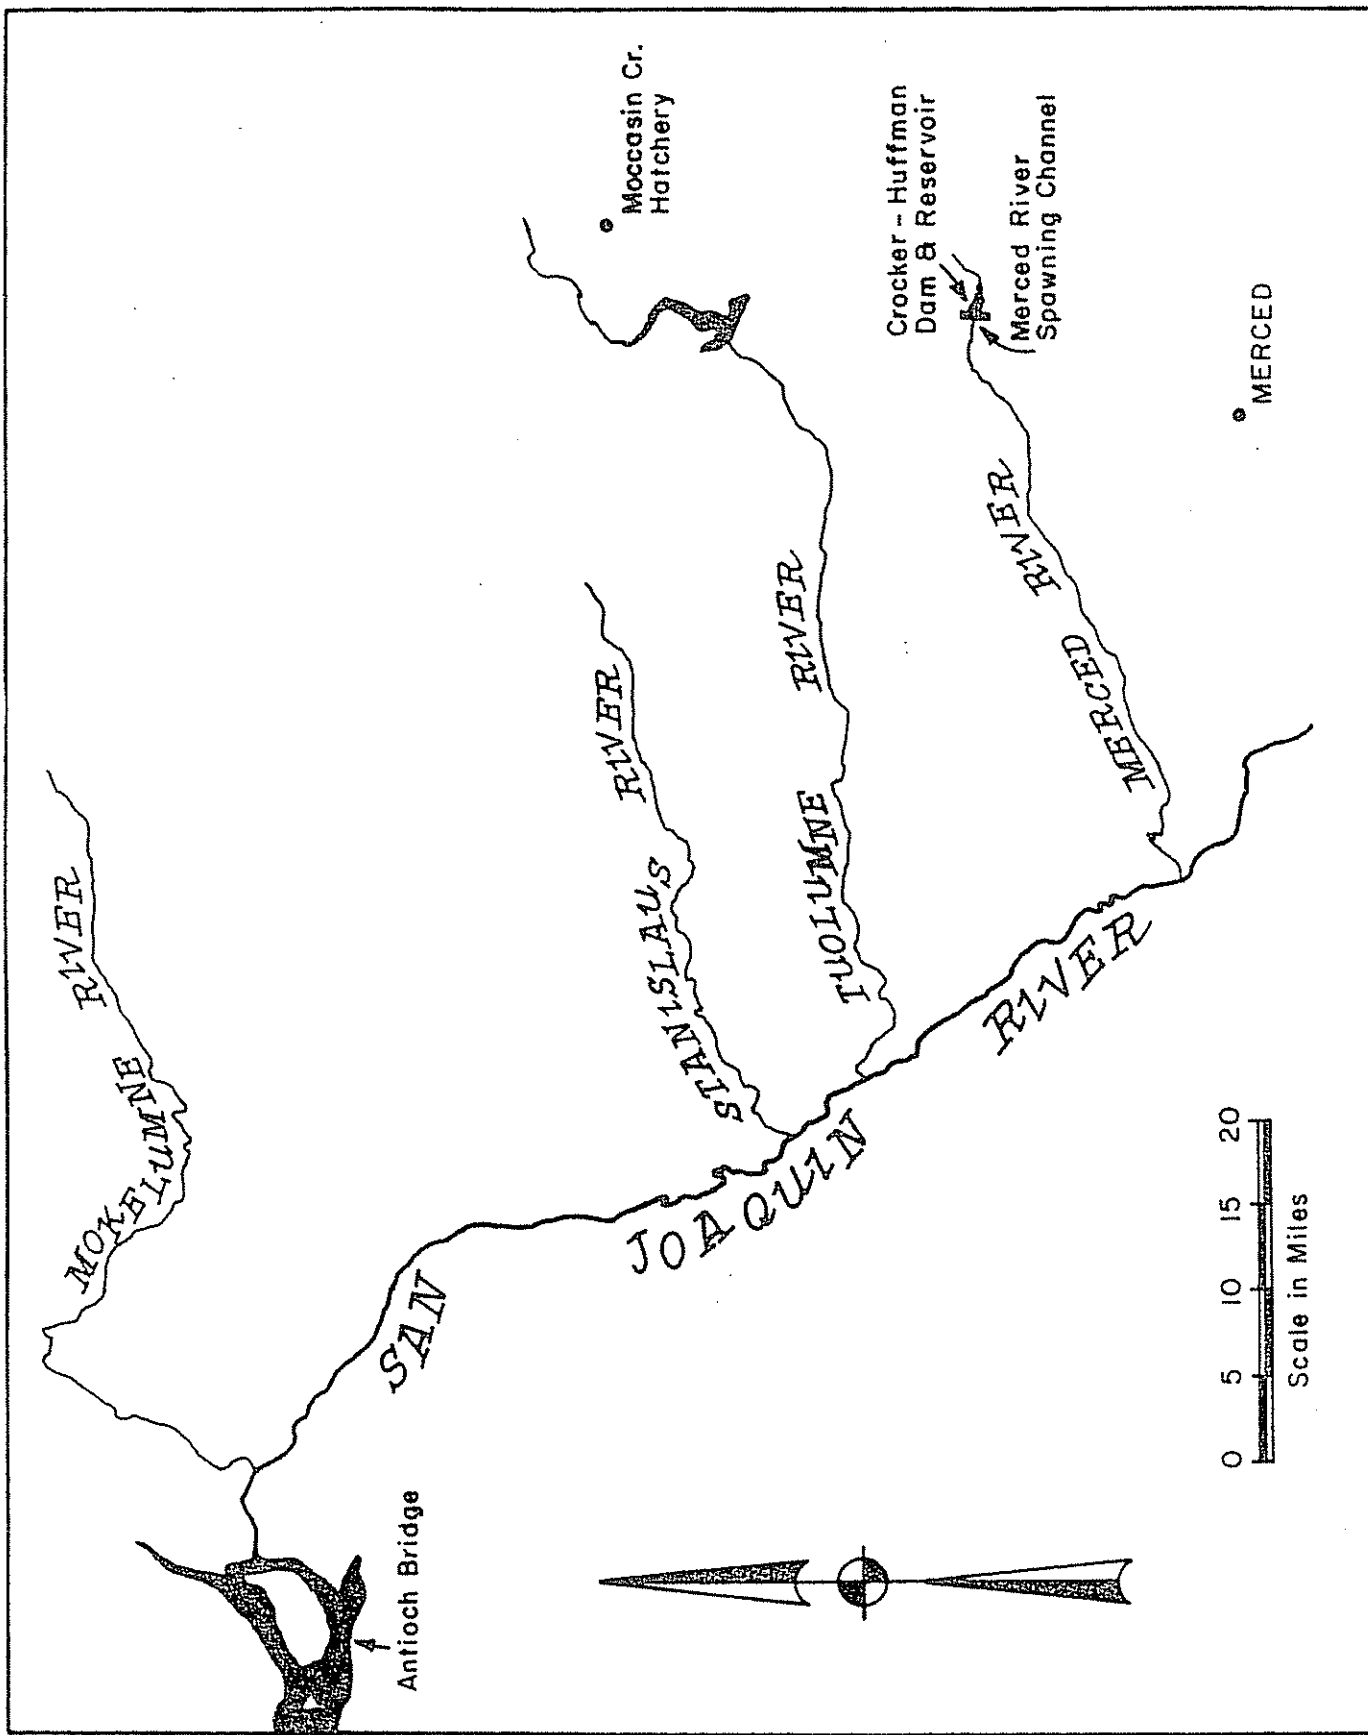 MOKELUMNE RIVER
STANISLAUS RIVER
TUOLUMNE RIVER
MERCED RIVER
SAN JOAQUIN RIVER
Moccasin Cr.
Hatchery
Crocker - Huffman
Dam & Reservoir
Merced River
Spawning Channel
MERCED
Antioch Bridge
0 5 10 15 20
Scale in Miles